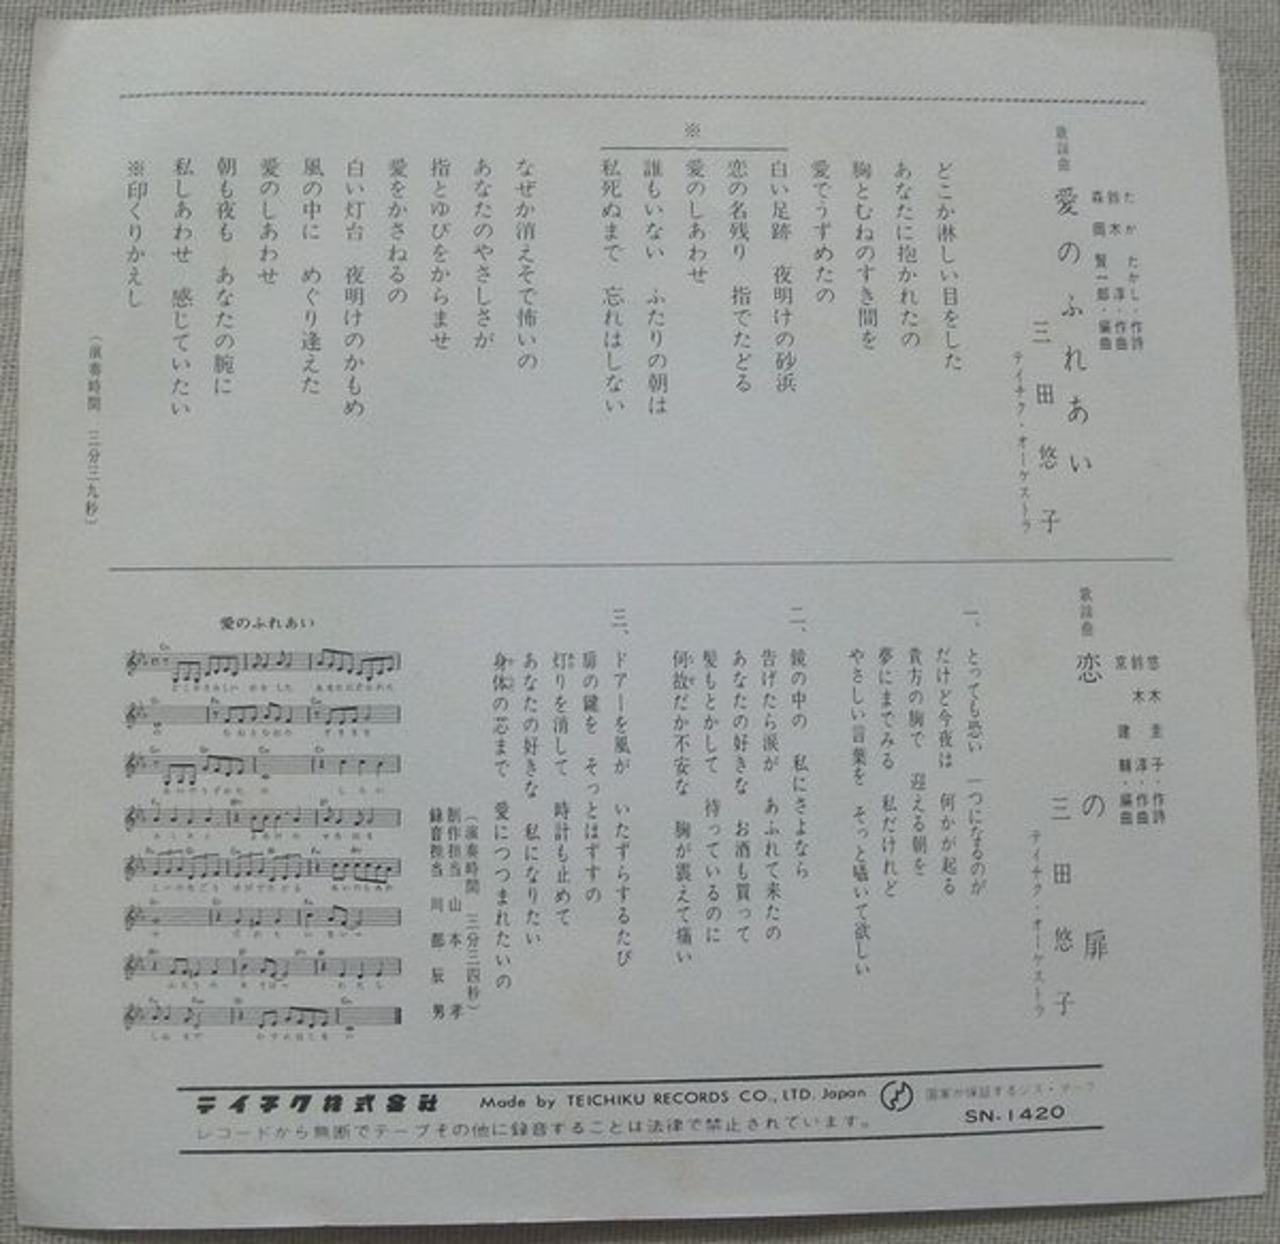 歌謡曲
愛のふれあい
たか たかし・作詩
鈴木 淳・作曲
森岡賢一郎・編曲
三田悠子
テイチク・オーケストラ
どこか淋しい目をした
あなたに抱かれたの
胸とむねのすき間を
愛でうずめたの
※
白い足跡 夜明けの砂浜
恋の名残り 指でたどる
愛のしあわせ
誰もいない ふたりの朝は
私死ぬまで 忘れはしない
なぜか消えそで怖いの
あなたのやさしさが
指とゆびをからませ
愛をかさねるの
白い灯台 夜明けのかもめ
風の中に めぐり逢えた
愛のしあわせ
朝も夜も あなたの腕に
私しあわせ 感じていたい
※印くりかえし
(演奏時間 三分三九秒)
歌謡曲
恋の扉
悠木圭子・作詩
鈴木 淳・作曲
京 建輔・編曲
三田悠子
テイチク・オーケストラ
一、
とっても恐い 一つになるのが
だけど今夜は 何かが起る
貴方の胸で 迎える朝を
夢にまでみる 私だけれど
やさしい言葉を そっと囁いて欲しい
二、
鏡の中の 私にさよなら
告げたら涙が あふれて来たの
あなたの好きな お酒も買って
髪もとかして 待っているのに
何故だか不安な 胸が震えて痛い
三、
ドアーを風が いたずらするたび
扉の鍵を そっとはずすの
灯りを消して 時計も止めて
あなたの好きな 私になりたい
身体の芯まで 愛につつまれたいの
(演奏時間 三分三四秒)
制作担当 山本 孝
録音担当 川部辰男
愛のふれあい
テイチク株式会社 Made by TEICHIKU RECORDS CO., LTD. Japan
SN-1420
レコードから無断でテープその他に録音することは法律で禁止されています。